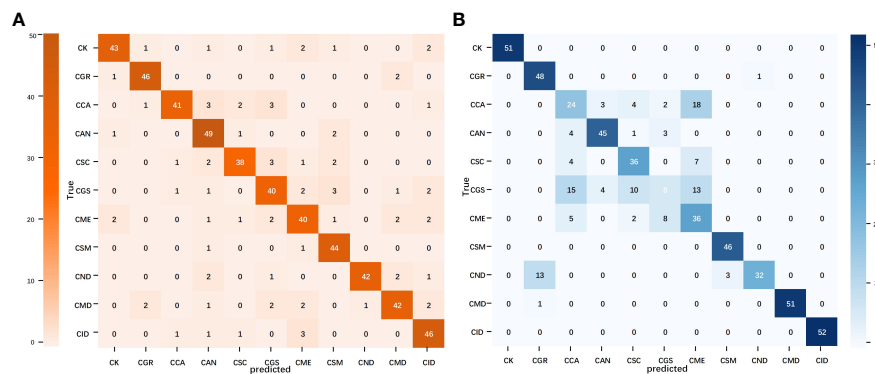 A
B
50
40
30
20
10
0
True
CK 43 1 0 1 0 1 2 1 0 0 2
CGR 1 46 0 0 0 0 0 0 0 2 0
CCA 0 1 41 3 2 3 0 0 0 0 1
CAN 1 0 0 49 1 0 0 2 0 0 0
CSC 0 0 1 2 38 3 1 2 0 0 0
CGS 0 0 1 1 0 40 2 3 0 1 2
CME 2 0 0 1 1 2 40 1 0 2 2
CSM 0 0 0 1 0 0 1 44 0 0 0
CND 0 0 0 2 0 1 0 0 42 2 1
CMD 0 2 0 1 0 2 2 0 1 42 2
CID 0 0 1 1 1 0 3 0 0 0 46
CK CGR CCA CAN CSC CGS CME CSM CND CMD CID
predicted
True
CK 51 0 0 0 0 0 0 0 0 0 0
CGR 0 48 0 0 0 0 0 0 1 0 0
CCA 0 0 24 3 4 2 18 0 0 0 0
CAN 0 0 4 45 1 3 0 0 0 0 0
CSC 0 0 4 0 36 0 7 0 0 0 0
CGS 0 0 15 4 10 13 0 0 0 0
CME 0 0 5 0 2 8 36 0 0 0 0
CSM 0 0 0 0 0 0 0 46 0 0 0
CND 0 13 0 0 0 0 0 3 32 0 0
CMD 0 1 0 0 0 0 0 0 0 51 0
CID 0 0 0 0 0 0 0 0 0 0 52
CK CGR CCA CAN CSC CGS CME CSM CND CMD CID
predicted